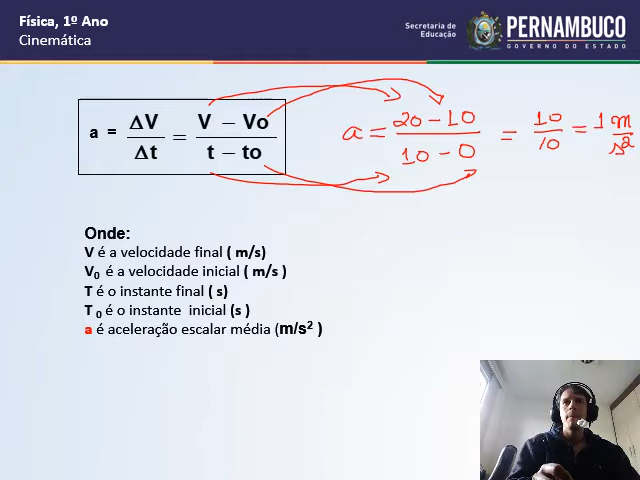 Física, 1º Ano
Cinemática
Secretaria de
Educação
PERNAMBUCO
GOVERNO DO ESTADO
a = ΔV/Δt = V – Vo/t – to
a = 20 – 10/10 – 0 = 10/10 = 1 m/s²
Onde:
V é a velocidade final ( m/s)
V₀ é a velocidade inicial ( m/s )
T é o instante final ( s)
T ₀ é o instante inicial (s )
a é aceleração escalar média (m/s² )